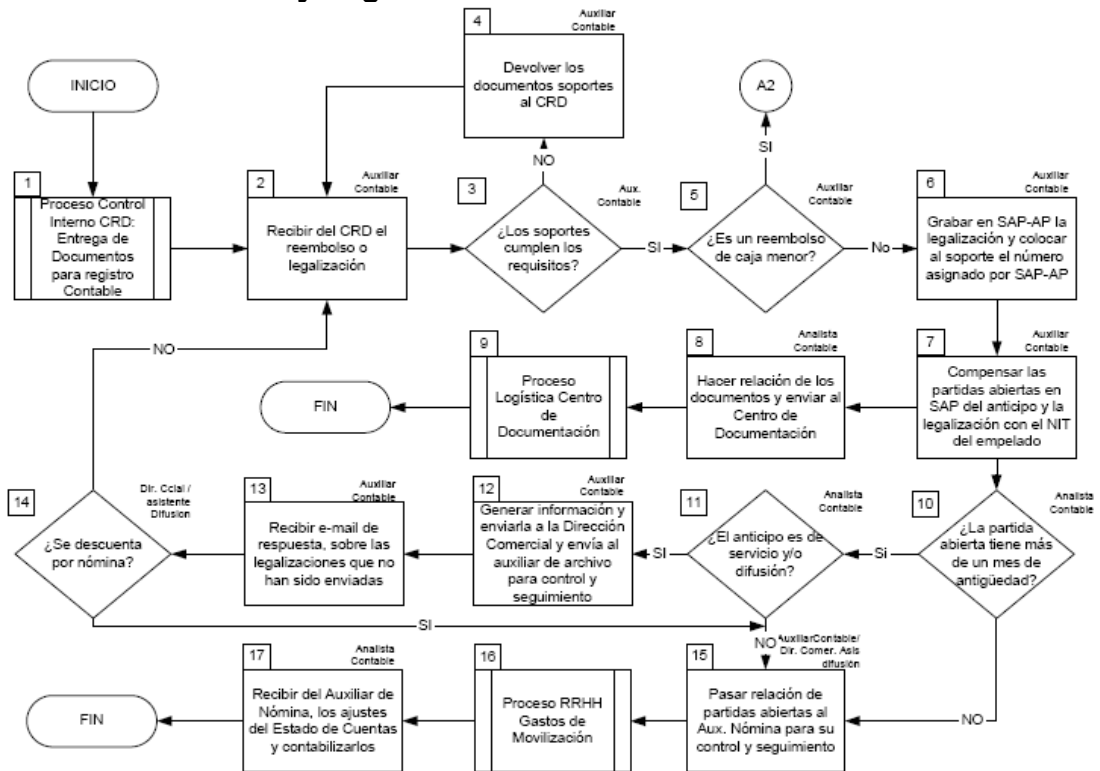 4
Auxiliar
Contable
Devolver los
documentos soportes
al CRD
INICIO
A2
SI
NO
1
Proceso Control
Interno CRD:
Entrega de
Documentos
para registro
Contable
2
Auxiliar
Contable
Recibir del CRD el
reembolso o
legalización
3
Aux.
Contable
¿Los soportes
cumplen los
requisitos?
SI
5
Auxiliar
Contable
¿Es un reembolso
de caja menor?
No
6
Auxiliar
Contable
Grabar en SAP-AP la
legalización y colocar
al soporte el número
asignado por SAP-AP
NO
FIN
9
Proceso
Logística Centro
de
Documentación
8
Analista
Contable
Hacer relación de los
documentos y enviar al
Centro de
Documentación
7
Auxiliar
Contable
Compensar las
partidas abiertas en
SAP del anticipo y la
legalización con el NIT
del empelado
14
Dir. Ccial /
asistente
Difusion
¿Se descuenta
por nómina?
13
Auxiliar
Contable
Recibir e-mail de
respuesta, sobre las
legalizaciones que no
han sido enviadas
12
Auxiliar
Contable
Generar información y
enviarla a la Dirección
Comercial y envía al
auxiliar de archivo
para control y
seguimiento
SI
11
Analista
Contable
¿El anticipo es de
servicio y/o
difusión?
Si
10
Analista
Contable
¿La partida
abierta tiene más
de un mes de
antigüedad?
SI
NO
NO
FIN
17
Analista
Contable
Recibir del Auxiliar de
Nómina, los ajustes
del Estado de Cuentas
y contabilizarlos
16
Proceso RRHH
Gastos de
Movilización
15
AuxiliarContable/
Dir. Comer. Asis
difusión
Pasar relación de
partidas abiertas al
Aux. Nómina para su
control y seguimiento